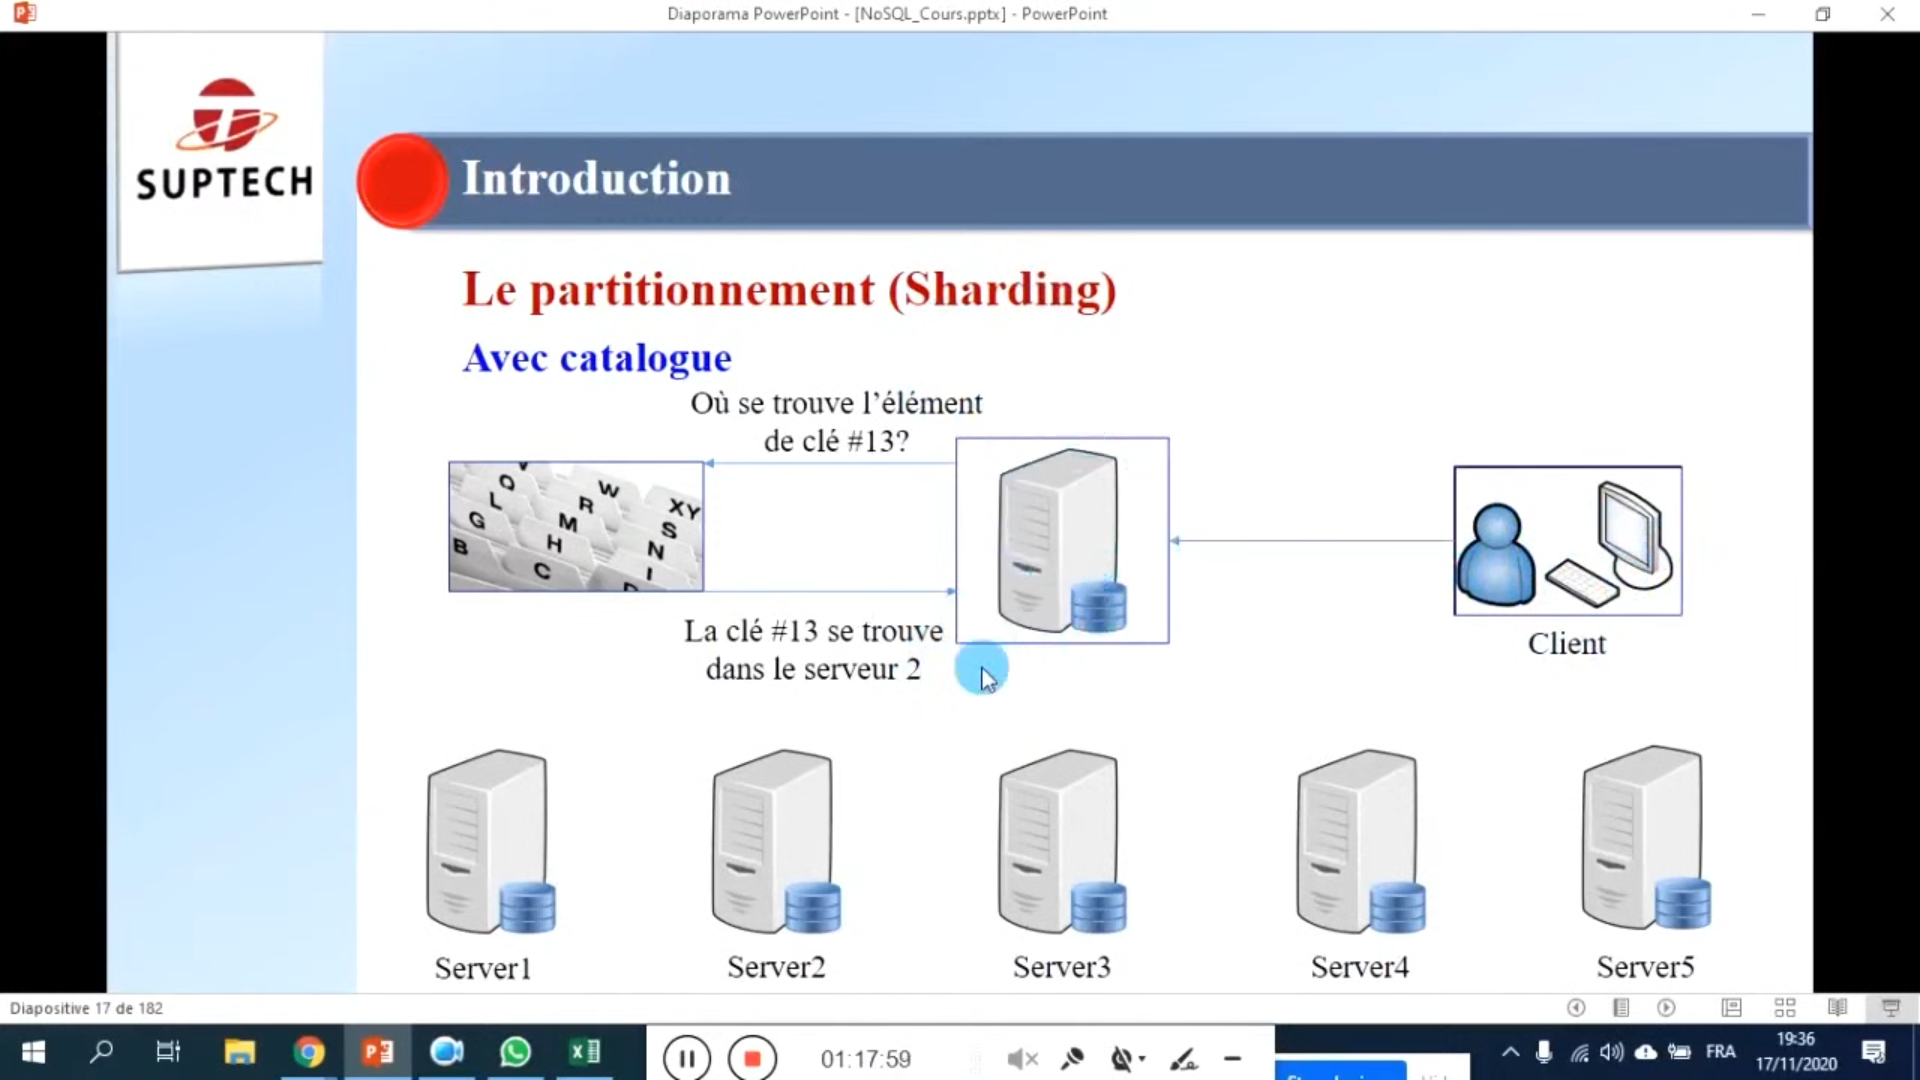 Diaporama PowerPoint - [NoSQL_Cours.pptx] - PowerPoint
SUPTECH
Introduction
Le partitionnement (Sharding)
Avec catalogue
Où se trouve l’élément
de clé #13?
Q W XY
L R S
G M N
B H I
C
La clé #13 se trouve
dans le serveur 2
Client
Server1 Server2 Server3 Server4 Server5
Diapositive 17 de 182
01:17:59
FRA
19:36
17/11/2020